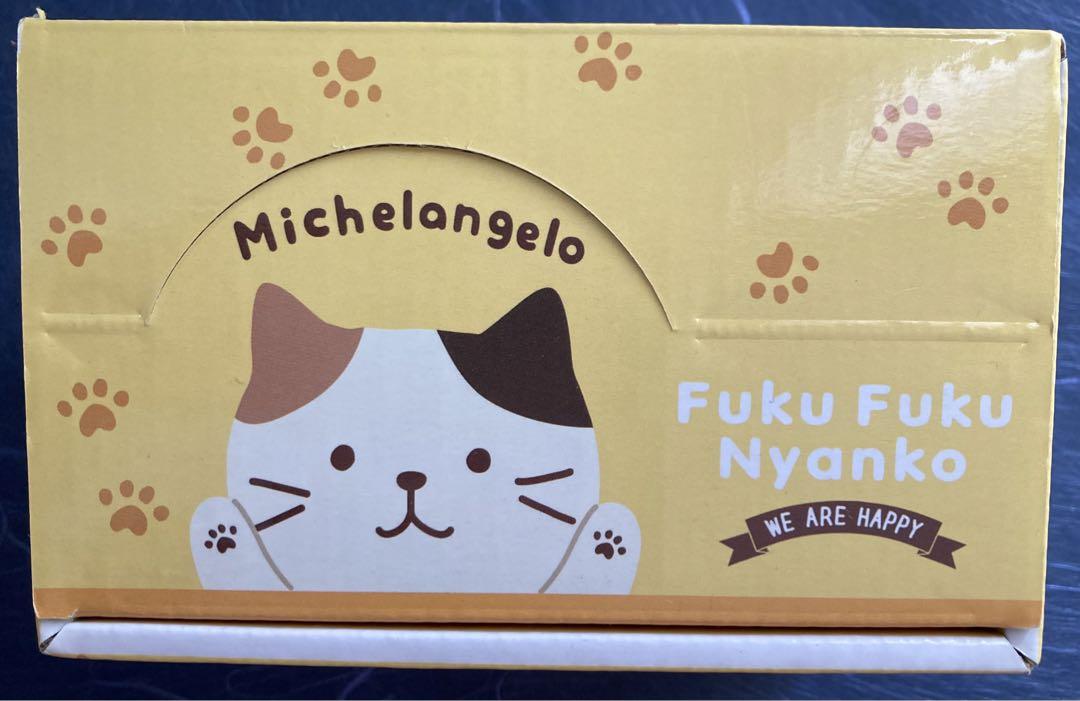 Michelangelo
Fuku Fuku
Nyanko
WE ARE HAPPY